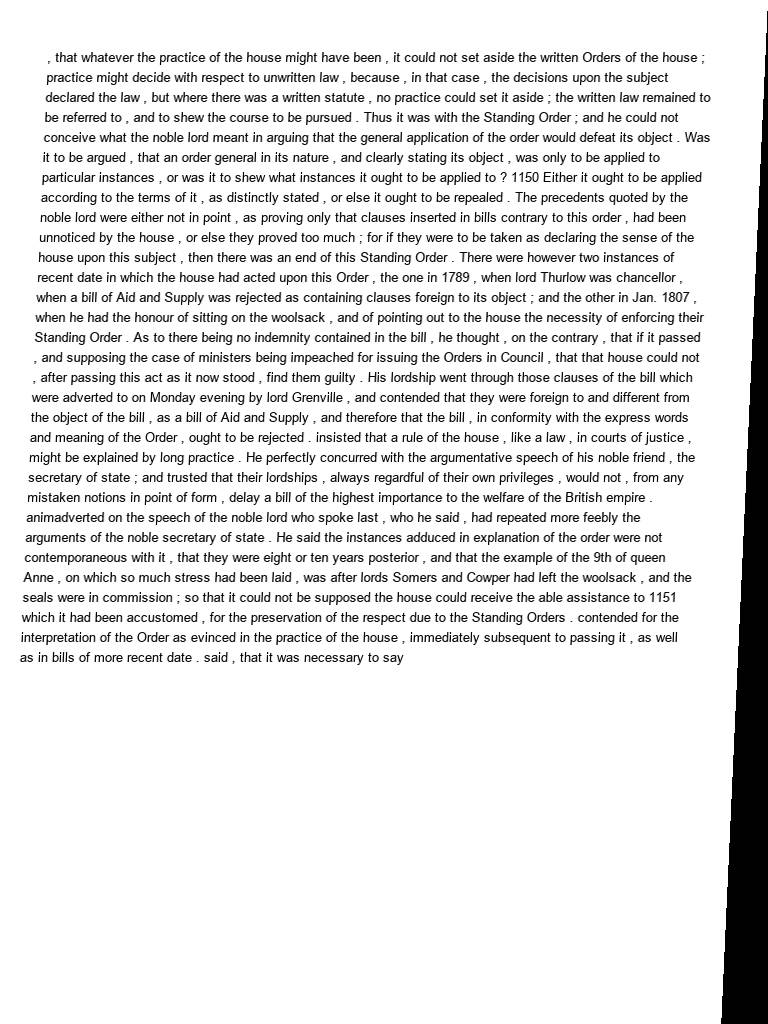 , that whatever the practice of the house might have been , it could not set aside the written Orders of the house ;
practice might decide with respect to unwritten law , because , in that case , the decisions upon the subject
declared the law , but where there was a written statute , no practice could set it aside ; the written law remained to
be referred to , and to shew the course to be pursued . Thus it was with the Standing Order ; and he could not
conceive what the noble lord meant in arguing that the general application of the order would defeat its object . Was
it to be argued , that an order general in its nature , and clearly stating its object , was only to be applied to
particular instances , or was it to shew what instances it ought to be applied to ? 1150 Either it ought to be applied
according to the terms of it , as distinctly stated , or else it ought to be repealed . The precedents quoted by the
noble lord were either not in point , as proving only that clauses inserted in bills contrary to this order , had been
unnoticed by the house , or else they proved too much ; for if they were to be taken as declaring the sense of the
house upon this subject , then there was an end of this Standing Order . There were however two instances of
recent date in which the house had acted upon this Order , the one in 1789 , when lord Thurlow was chancellor ,
when a bill of Aid and Supply was rejected as containing clauses foreign to its object ; and the other in Jan. 1807 ,
when he had the honour of sitting on the woolsack , and of pointing out to the house the necessity of enforcing their
Standing Order . As to there being no indemnity contained in the bill , he thought , on the contrary , that if it passed
, and supposing the case of ministers being impeached for issuing the Orders in Council , that that house could not
, after passing this act as it now stood , find them guilty . His lordship went through those clauses of the bill which
were adverted to on Monday evening by lord Grenville , and contended that they were foreign to and different from
the object of the bill , as a bill of Aid and Supply , and therefore that the bill , in conformity with the express words
and meaning of the Order , ought to be rejected . insisted that a rule of the house , like a law , in courts of justice ,
might be explained by long practice . He perfectly concurred with the argumentative speech of his noble friend , the
secretary of state ; and trusted that their lordships , always regardful of their own privileges , would not , from any
mistaken notions in point of form , delay a bill of the highest importance to the welfare of the British empire .
animadverted on the speech of the noble lord who spoke last , who he said , had repeated more feebly the
arguments of the noble secretary of state . He said the instances adduced in explanation of the order were not
contemporaneous with it , that they were eight or ten years posterior , and that the example of the 9th of queen
Anne , on which so much stress had been laid , was after lords Somers and Cowper had left the woolsack , and the
seals were in commission ; so that it could not be supposed the house could receive the able assistance to 1151
which it had been accustomed , for the preservation of the respect due to the Standing Orders . contended for the
interpretation of the Order as evinced in the practice of the house , immediately subsequent to passing it , as well
as in bills of more recent date . said , that it was necessary to say